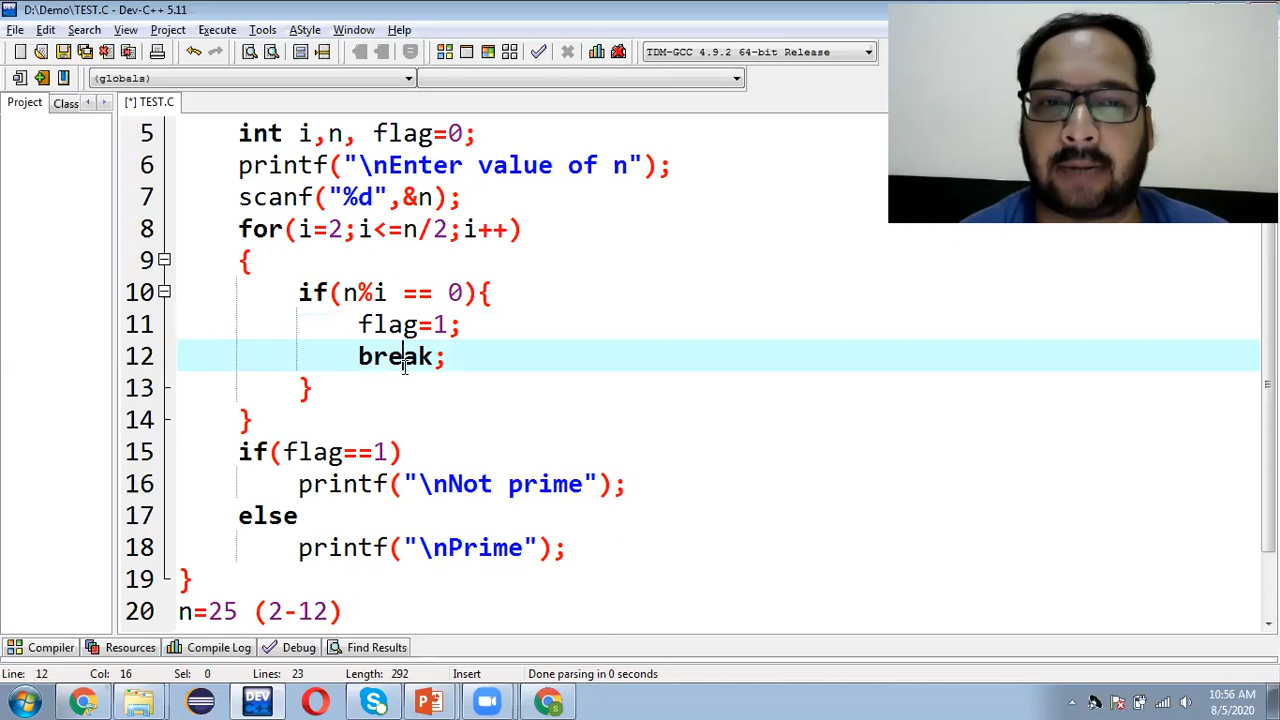 D:\Demo\TEST.C - Dev-C++ 5.11
File Edit Search View Project Execute Tools AStyle Window Help
TDM-GCC 4.9.2 64-bit Release
(globals)
Project Class [*] TEST.C
5 int i,n, flag=0;
6 printf("\nEnter value of n");
7 scanf("%d",&n);
8 for(i=2;i<=n/2;i++)
9 {
10 if(n%i == 0){
11 flag=1;
12 break;
13 }
14 }
15 if(flag==1)
16 printf("\nNot prime");
17 else
18 printf("\nPrime");
19 }
20 n=25 (2-12)
Compiler Resources Compile Log Debug Find Results
Line: 12 Col: 16 Sel: 0 Lines: 23 Length: 292 Insert Done parsing in 0 seconds
DEV C++ S P
10:56 AM
8/5/2020